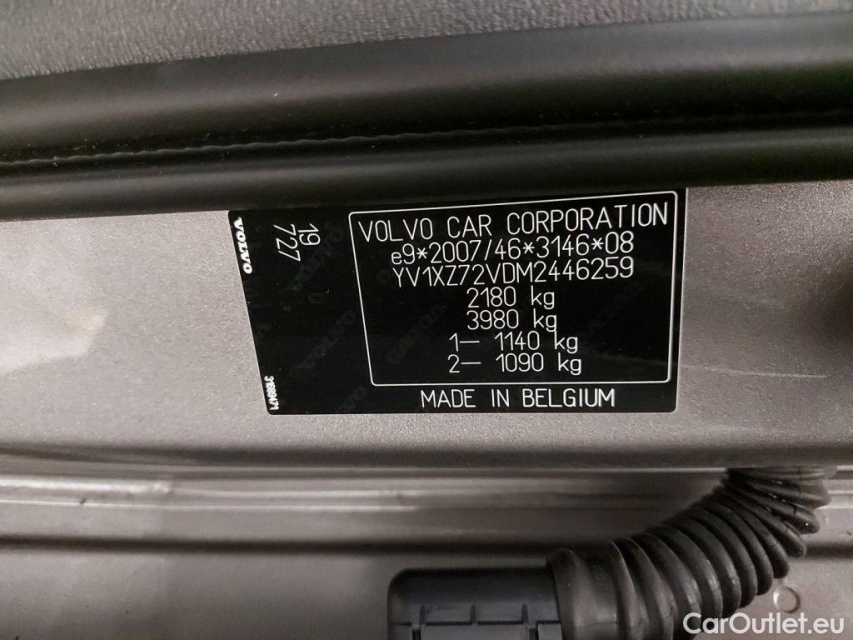 VOLVO
19
727
VOLVO CAR CORPORATION
e9*2007/46*3146*08
YV1XZ72VDM2446259
2180 kg
3980 kg
1— 1140 kg
2— 1090 kg
MADE IN BELGIUM
CarOutlet.eu